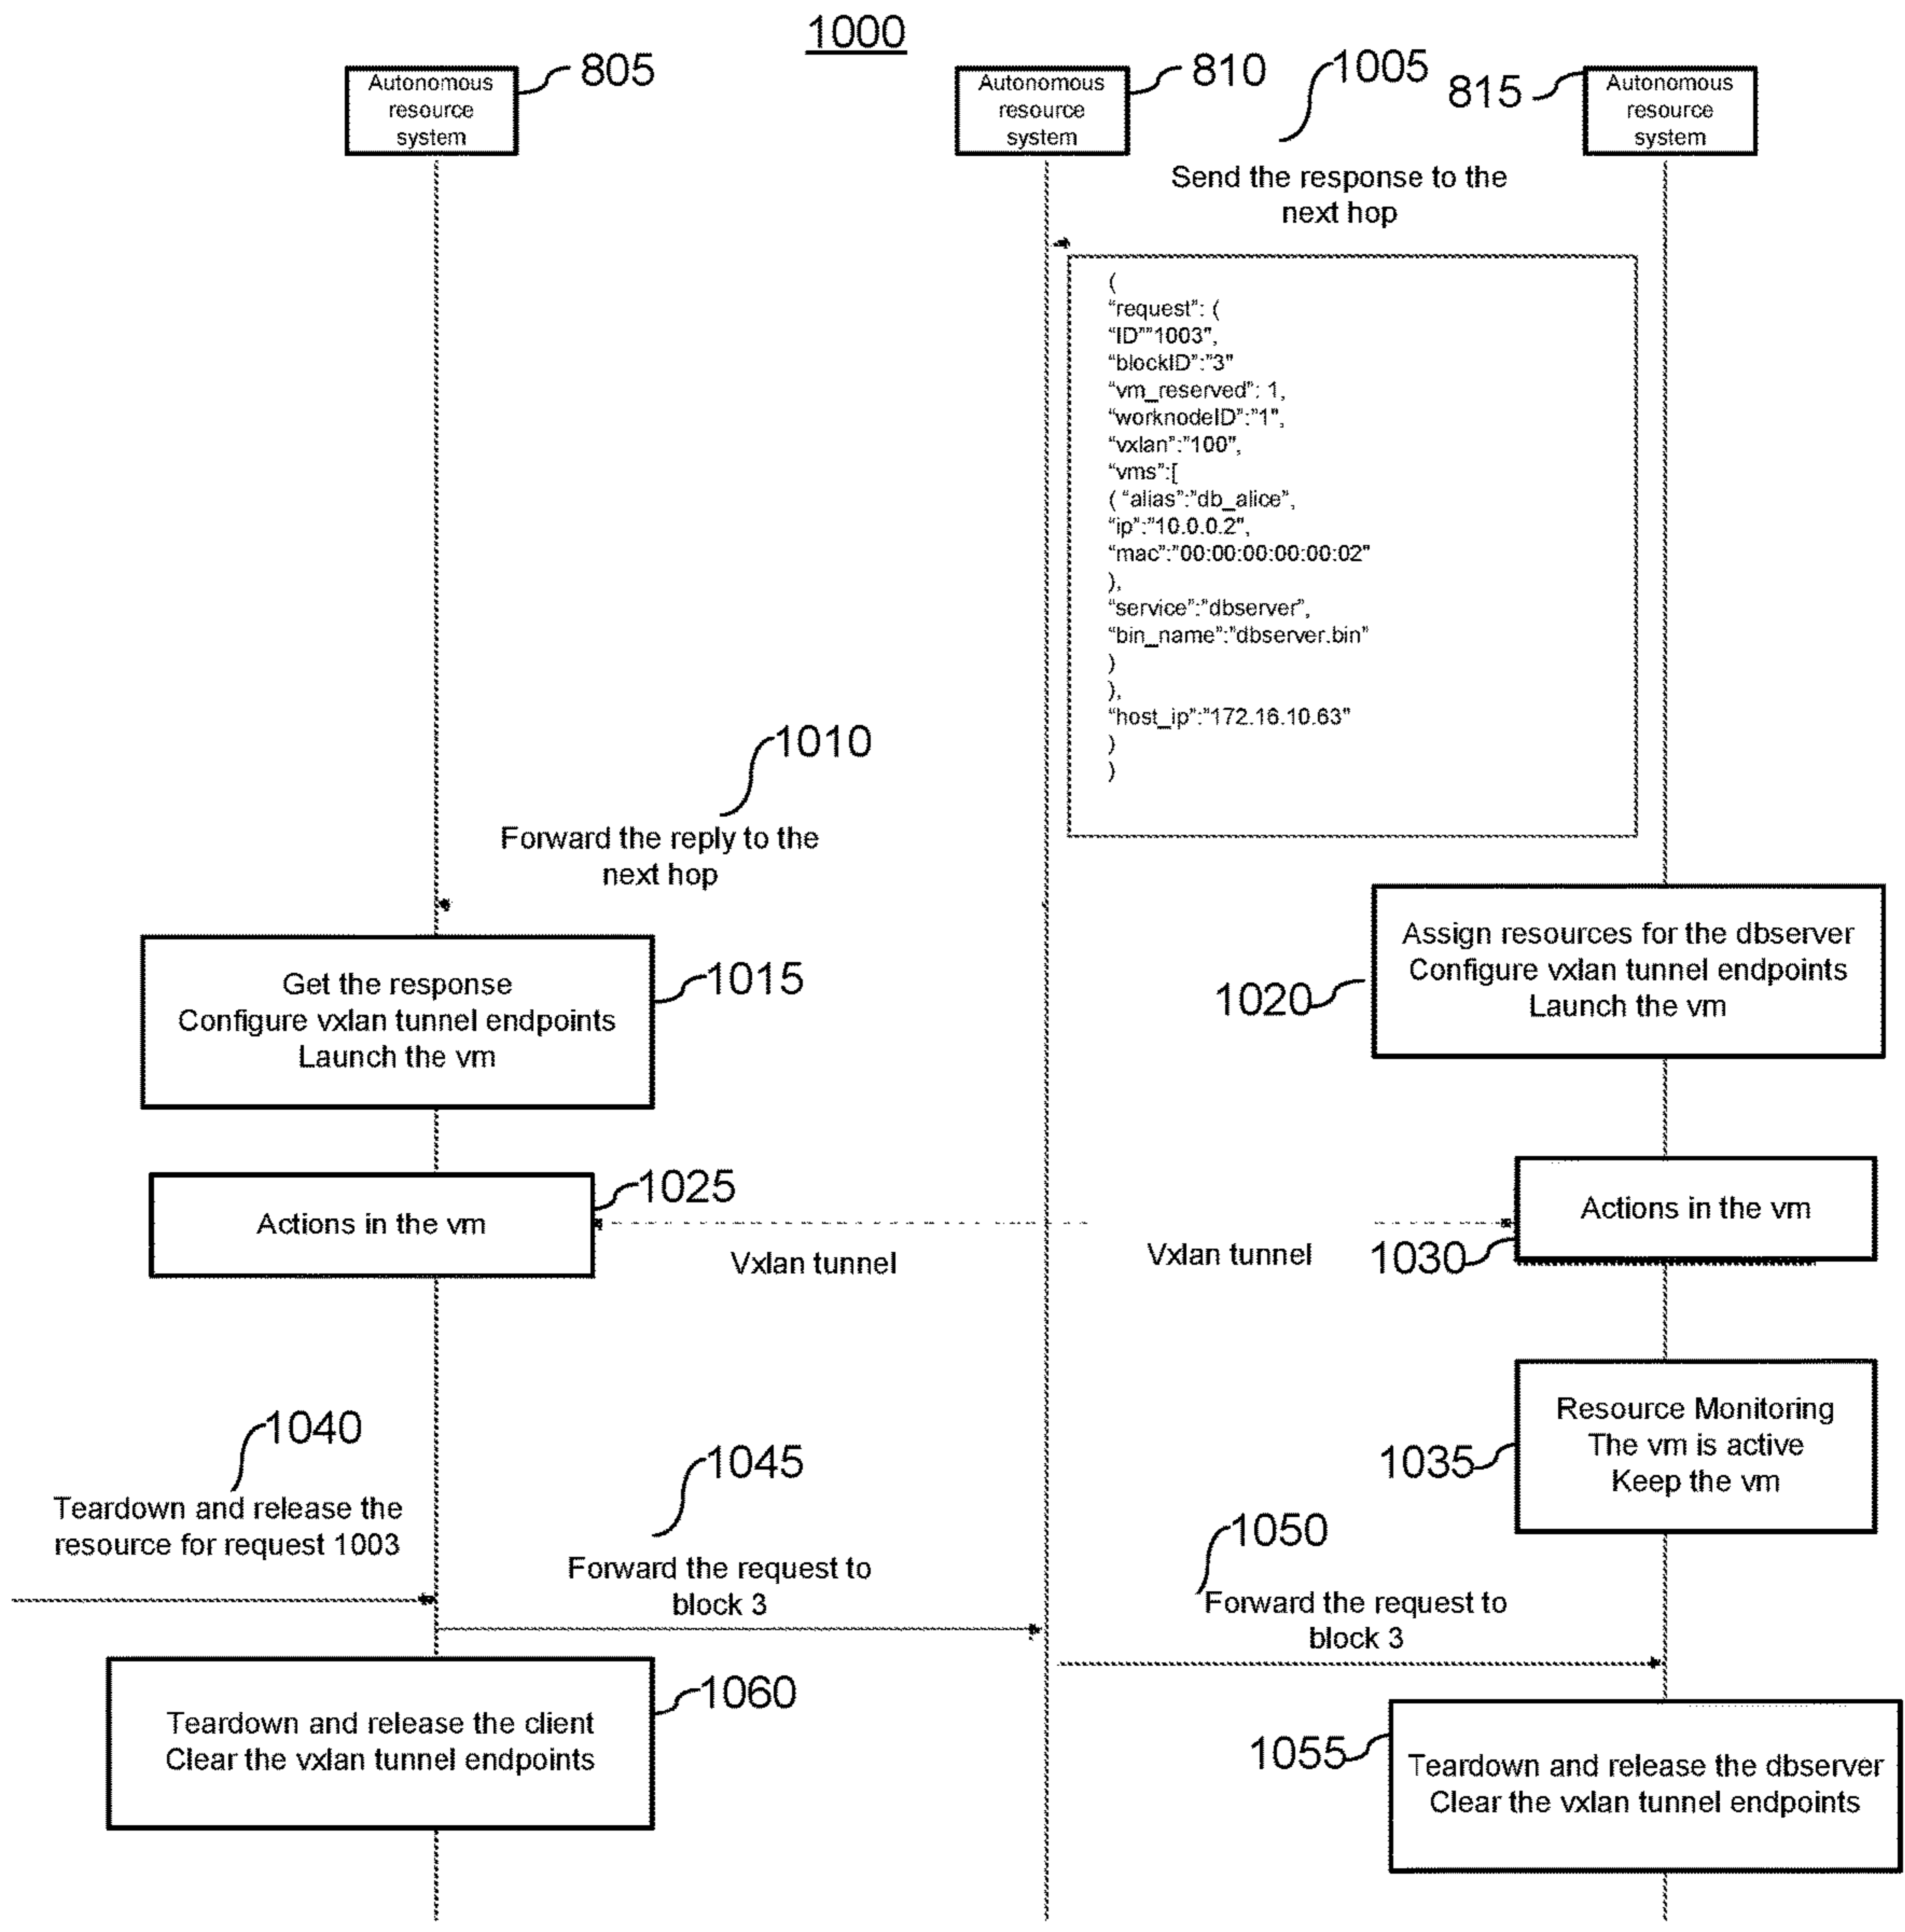 1000
805
810
1005
815
Autonomous
resource
system
Autonomous
resource
system
Autonomous
resource
system
Send the response to the
next hop
(
“request”: (
“ID””1003”,
“blockID”:”3”
“vm_reserved”: 1,
“worknodeID”:”1”,
“vxlan”:”100”,
“vms”:[
( “alias”:”db_alice”,
“ip”:”10.0.0.2”,
“mac”:”00:00:00:00:00:02”
),
“service”:”dbserver”,
“bin_name”:”dbserver.bin”
)
),
“host_ip”:”172.16.10.63”
)
)
1010
Forward the reply to the
next hop
Get the response
Configure vxlan tunnel endpoints
Launch the vm
1015
Assign resources for the dbserver
Configure vxlan tunnel endpoints
Launch the vm
1020
Actions in the vm
1025
Vxlan tunnel
Vxlan tunnel
Actions in the vm
1030
Resource Monitoring
The vm is active
Keep the vm
1035
1040
Teardown and release the
resource for request 1003
1045
Forward the request to
block 3
1050
Forward the request to
block 3
Teardown and release the client
Clear the vxlan tunnel endpoints
1060
1055
Teardown and release the dbserver
Clear the vxlan tunnel endpoints